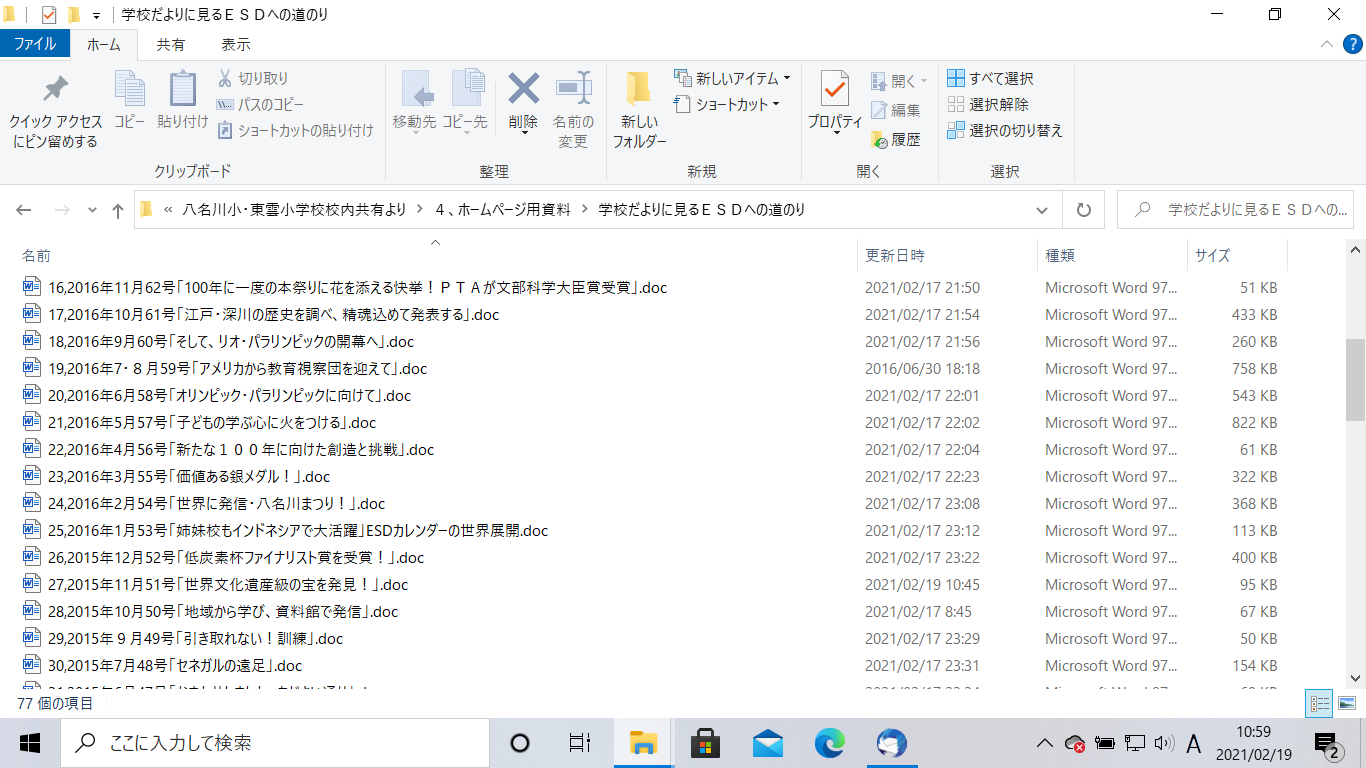 学校だよりに見るＥＳＤへの道のり
ファイル ホーム 共有 表示
クイック アクセスにピン留めする
コピー
貼り付け
切り取り
パスのコピー
ショートカットの貼り付け
クリップボード
移動先
コピー先
削除
名前の変更
整理
新しいフォルダー
新しいアイテム
ショートカット
新規
プロパティ
開く
編集
履歴
開く
すべて選択
選択解除
選択の切り替え
選択
« 八名川小・東雲小学校校内共有より > ４、ホームページ用資料 > 学校だよりに見るＥＳＤへの道のり
学校だよりに見るＥＳＤへの...
名前 更新日時 種類 サイズ
16,2016年11月62号「100年に一度の本祭りに花を添える快挙！ＰＴＡが文部科学大臣賞受賞」.doc 2021/02/17 21:50 Microsoft Word 97... 51 KB
17,2016年10月61号「江戸・深川の歴史を調べ、精魂込めて発表する」.doc 2021/02/17 21:54 Microsoft Word 97... 433 KB
18,2016年9月60号「そして、リオ・パラリンピックの開幕へ」.doc 2021/02/17 21:56 Microsoft Word 97... 260 KB
19,2016年7・８月59号「アメリカから教育視察団を迎えて」.doc 2016/06/30 18:18 Microsoft Word 97... 758 KB
20,2016年6月58号「オリンピック・パラリンピックに向けて」.doc 2021/02/17 22:01 Microsoft Word 97... 543 KB
21,2016年5月57号「子どもの学ぶ心に火をつける」.doc 2021/02/17 22:02 Microsoft Word 97... 822 KB
22,2016年4月56号「新たな１００年に向けた創造と挑戦」.doc 2021/02/17 22:04 Microsoft Word 97... 61 KB
23,2016年3月55号「価値ある銀メダル！」.doc 2021/02/17 22:23 Microsoft Word 97... 322 KB
24,2016年2月54号「世界に発信・八名川まつり！」.doc 2021/02/17 23:08 Microsoft Word 97... 368 KB
25,2016年1月53号「姉妹校もインドネシアで大活躍」ESDカレンダーの世界展開.doc 2021/02/17 23:12 Microsoft Word 97... 113 KB
26,2015年12月52号「低炭素杯ファイナリスト賞を受賞！」.doc 2021/02/17 23:22 Microsoft Word 97... 400 KB
27,2015年11月51号「世界文化遺産級の宝を発見！」.doc 2021/02/19 10:45 Microsoft Word 97... 95 KB
28,2015年10月50号「地域から学び、資料館で発信」.doc 2021/02/17 8:45 Microsoft Word 97... 67 KB
29,2015年９月49号「引き取れない！訓練」.doc 2021/02/17 23:29 Microsoft Word 97... 50 KB
30,2015年7月48号「セネガルの遠足」.doc 2021/02/17 23:31 Microsoft Word 97... 154 KB
77 個の項目
ここに入力して検索
A
10:59
2021/02/19
2